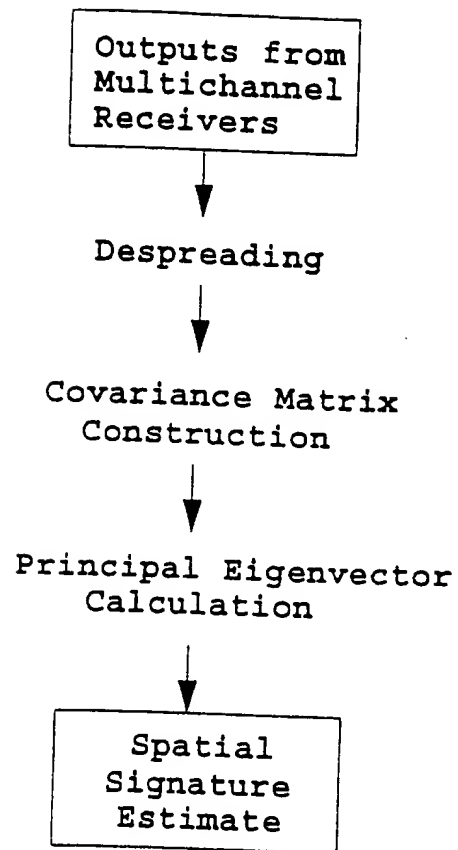 Outputs from
Multichannel
Receivers
Despreading
Covariance Matrix
Construction
Principal Eigenvector
Calculation
Spatial
Signature
Estimate